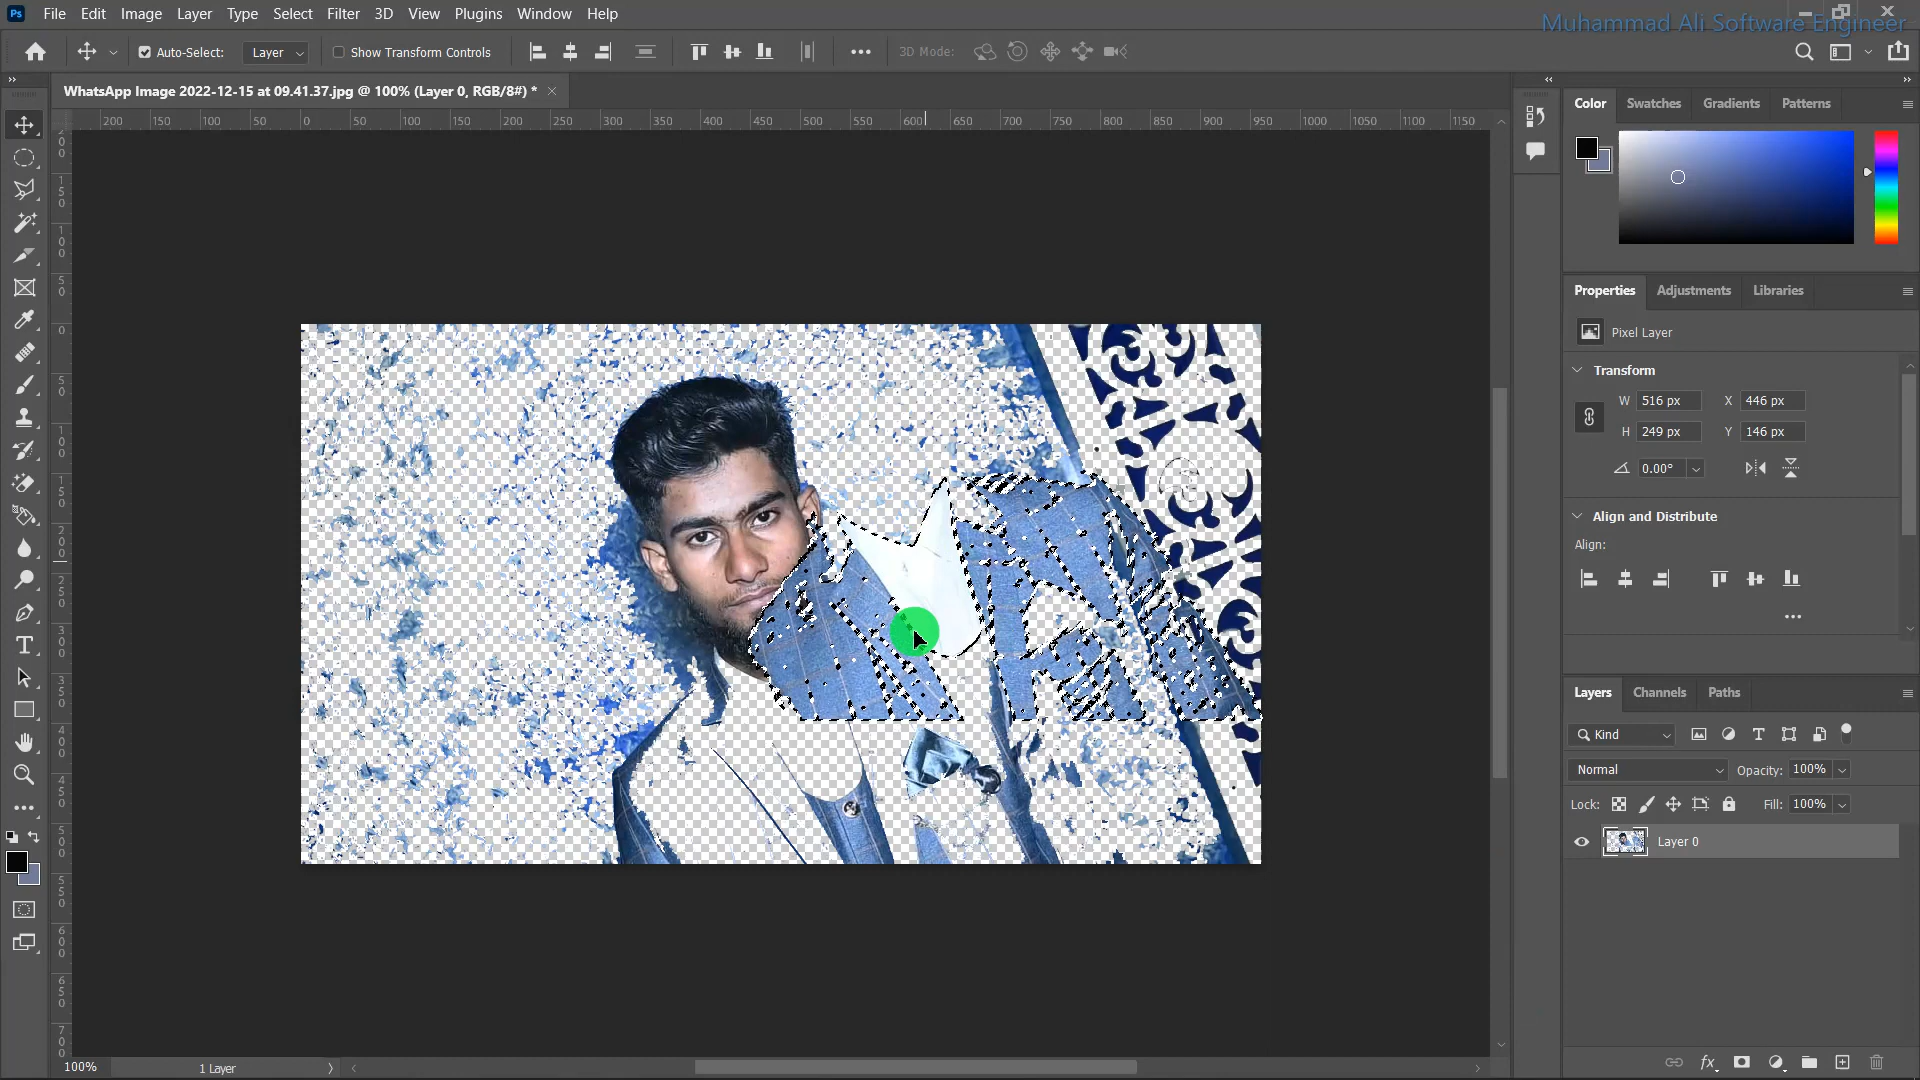 Ps File Edit Image Layer Type Select Filter 3D View Plugins Window Help
Muhammad Ali Software Engineer
Auto-Select: Layer Show Transform Controls 3D Mode:
WhatsApp Image 2022-12-15 at 09.41.37.jpg @ 100% (Layer 0, RGB/8#) *
200 150 100 50 0 50 100 150 200 250 300 350 400 450 500 550 600 650 700 750 800 850 900 950 1000 1050 1100 1150
Color Swatches Gradients Patterns
Properties Adjustments Libraries
Pixel Layer
Transform
W 516 px X 446 px
H 249 px Y 146 px
0.00°
Align and Distribute
Align:
Layers Channels Paths
Kind
Normal Opacity: 100%
Lock: Fill: 100%
Layer 0
fx
100% 1 Layer